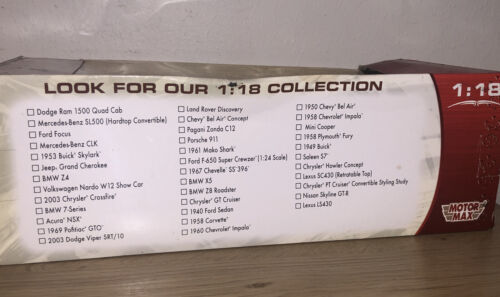 LOOK FOR OUR 1:18 COLLECTION
1:18
Dodge Ram 1500 Quad Cab
Mercedes-Benz SL500 (Hardtop Convertible)
Ford Focus
Mercedes-Benz CLK
1953 Buick® Skylark®
Jeep® Grand Cherokee
BMW Z4
Volkswagen Nardo W12 Show Car
2003 Chrysler® Crossfire®
BMW 7-Series
Acura® NSX®
1969 Pontiac® GTO®
2003 Dodge Viper SRT/10
Land Rover Discovery
Chevy® Bel Air® Concept
Pagani Zonda C12
Porsche 911
1961 Mako Shark®
Ford F-650 Super Crewzer (1:24 Scale)
1967 Chevelle® SS™396®
BMW X5
BMW Z8 Roadster
Chrysler® GT Cruiser
1940 Ford Sedan
1958 Corvette®
1960 Chevrolet® Impala®
1950 Chevy® Bel Air®
1958 Chevrolet® Impala®
Mini Cooper
1958 Plymouth® Fury
1949 Buick®
Saleen S7®
Chrysler® Howler Concept
Lexus SC430 (Retractable Top)
Chrysler® PT Cruiser® Convertible Styling Study
Nissan Skyline GT-R
Lexus LS430
MOTOR
MAX